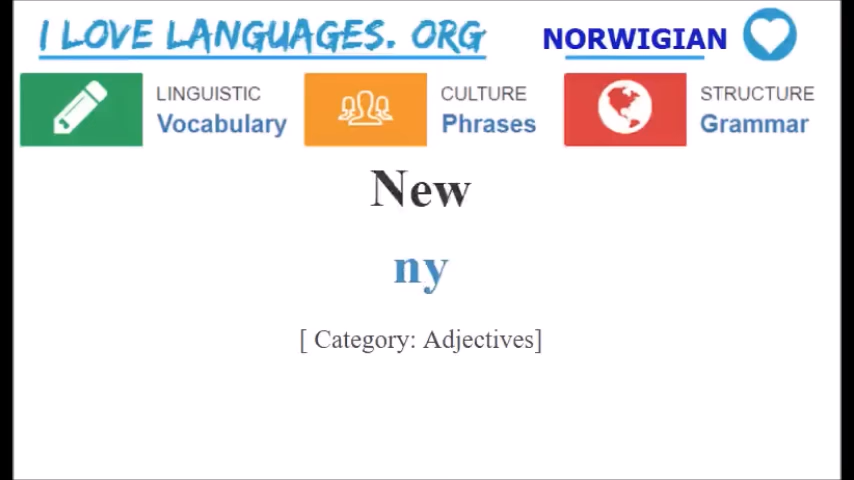 I LOVE LANGUAGES. ORG
NORWIGIAN
LINGUISTIC
Vocabulary
CULTURE
Phrases
STRUCTURE
Grammar
New
ny
[ Category: Adjectives]